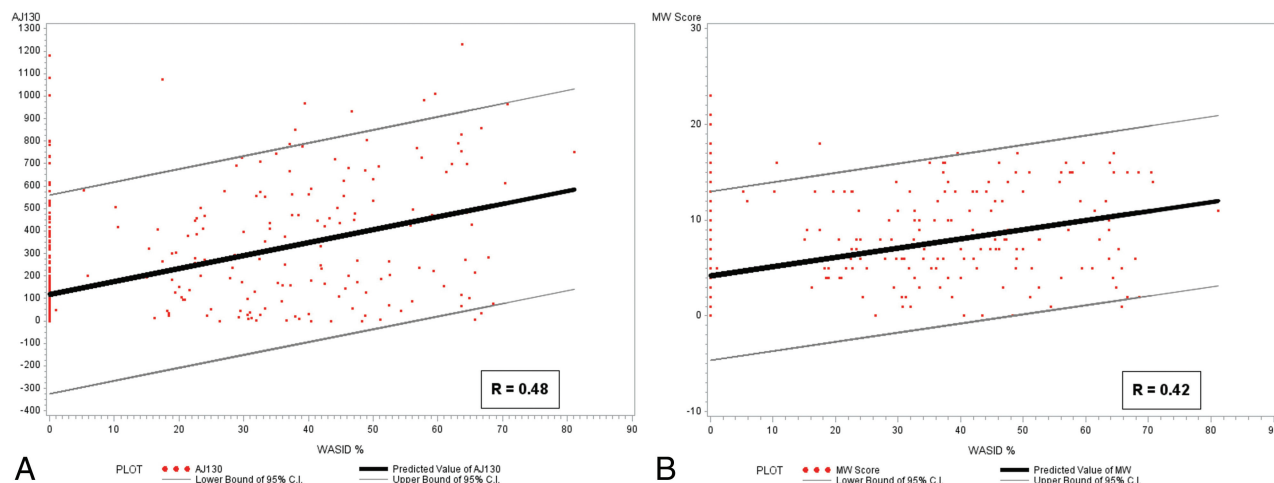 AJ130
1300
1200
1100
1000
900
800
700
600
500
400
300
200
100
0
-100
-200
-300
-400
0 10 20 30 40 50 60 70 80 90
WASID %
R = 0.48
A
PLOT AJ130 Predicted Value of AJ130
Lower Bound of 95% C.I. Upper Bound of 95% C.I.
MW Score
30
20
10
0
-10
0 10 20 30 40 50 60 70 80 90
WASID %
R = 0.42
B
PLOT MW Score Predicted Value of MW
Lower Bound of 95% C.I. Upper Bound of 95% C.I.